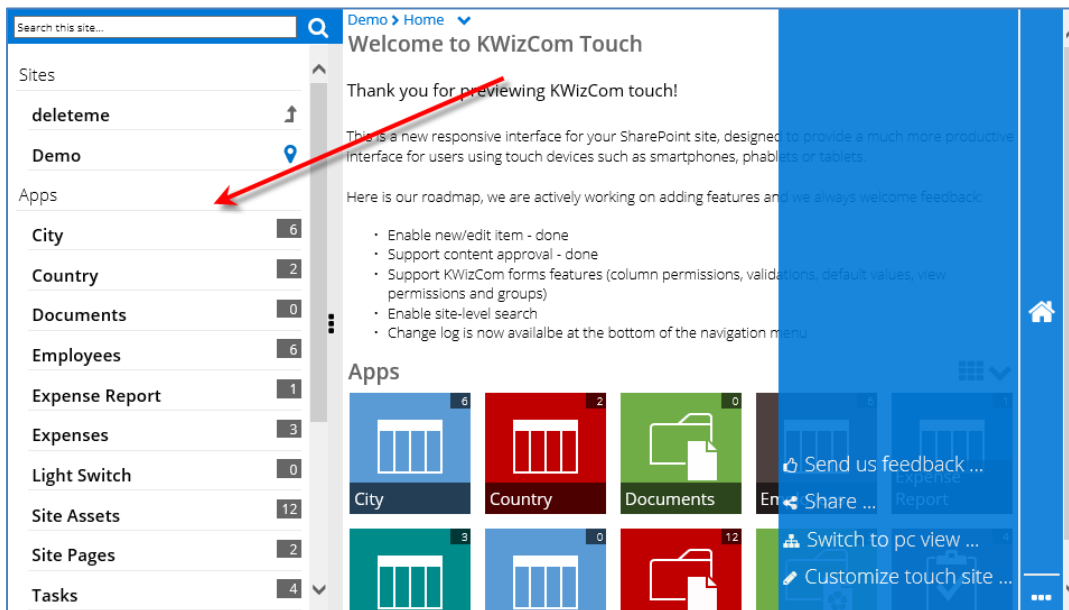 Search this site...
Sites
deleteme
Demo
Apps
City 6
Country 2
Documents 0
Employees 6
Expense Report 1
Expenses 3
Light Switch 0
Site Assets 12
Site Pages 2
Tasks 4
Demo > Home
Welcome to KWizCom Touch
Thank you for previewing KWizCom touch!
This is a new responsive interface for your SharePoint site, designed to provide a much more productive
interface for users using touch devices such as smartphones, phablets or tablets.
Here is our roadmap, we are actively working on adding features and we always welcome feedback:
· Enable new/edit item - done
· Support content approval - done
· Support KWizCom forms features (column permissions, validations, default values, view
permissions and groups)
· Enable site-level search
· Change log is now availalbe at the bottom of the navigation menu
Apps
6
City
2
Country
0
Documents
6
Em
1
Expense
Report
3
0
12
4
Send us feedback ...
Share ...
Switch to pc view ...
Customize touch site ...